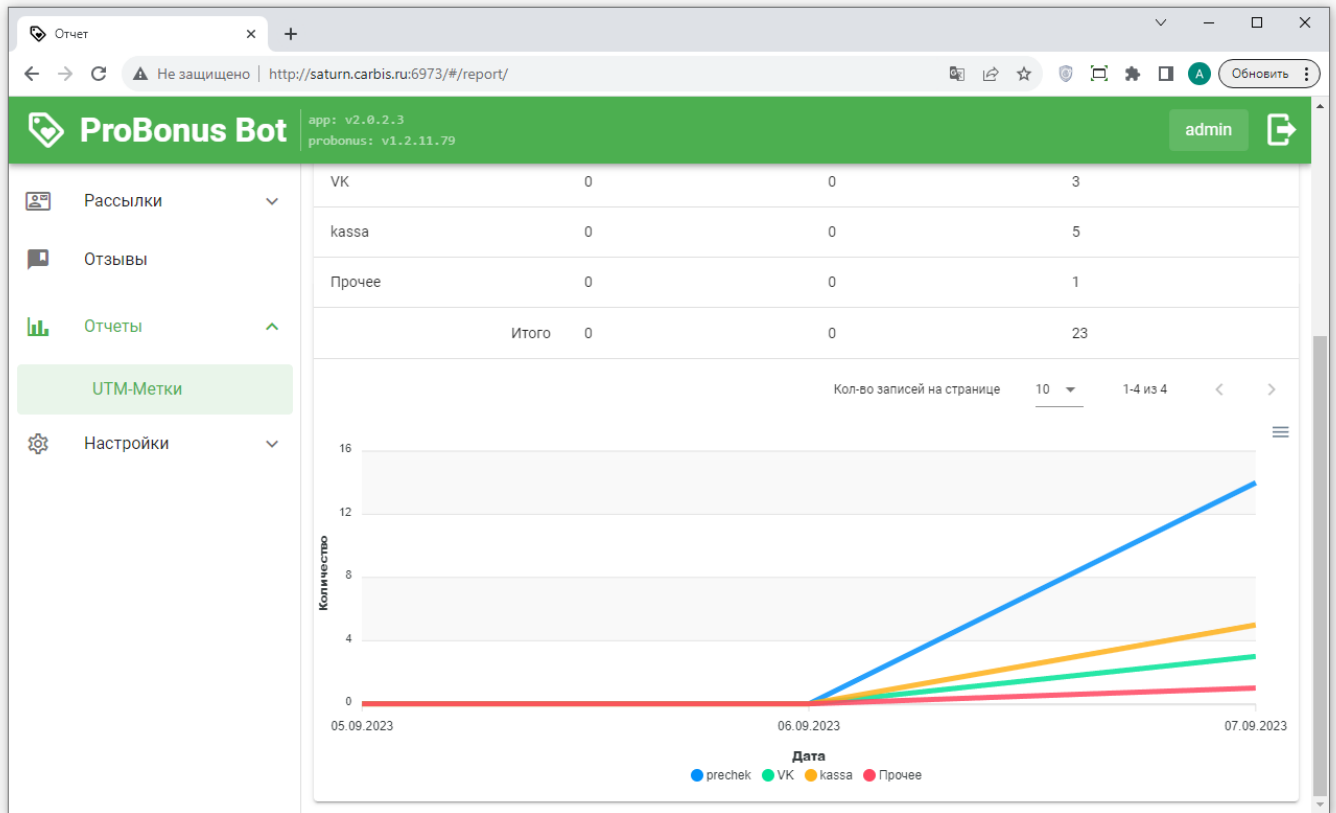 Отчет
Не защищено http://saturn.carbis.ru:6973/#/report/ A Обновить
ProBonus Bot
app: v2.0.2.3
probonus: v1.2.11.79
admin
Рассылки
Отзывы
Отчеты
UTM-Метки
Настройки
VK 0 0 3
kassa 0 0 5
Прочее 0 0 1
Итого 0 0 23
Кол-во записей на странице 10 1-4 из 4
Количество
16
12
8
4
0
05.09.2023 06.09.2023 07.09.2023
Дата
prechek VK kassa Прочее